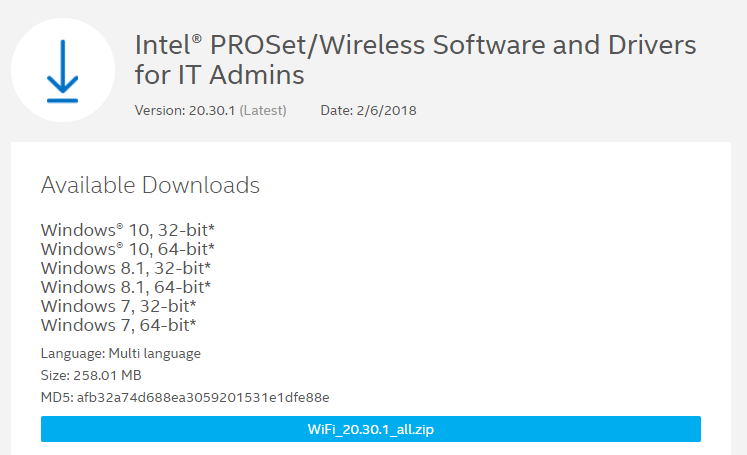 Intel® PROSet/Wireless Software and Drivers
for IT Admins
Version: 20.30.1 (Latest) Date: 2/6/2018
Available Downloads
Windows® 10, 32-bit*
Windows® 10, 64-bit*
Windows 8.1, 32-bit*
Windows 8.1, 64-bit*
Windows 7, 32-bit*
Windows 7, 64-bit*
Language: Multi language
Size: 258.01 MB
MD5: afb32a74d688ea3059201531e1dfe88e
WiFi_20.30.1_all.zip